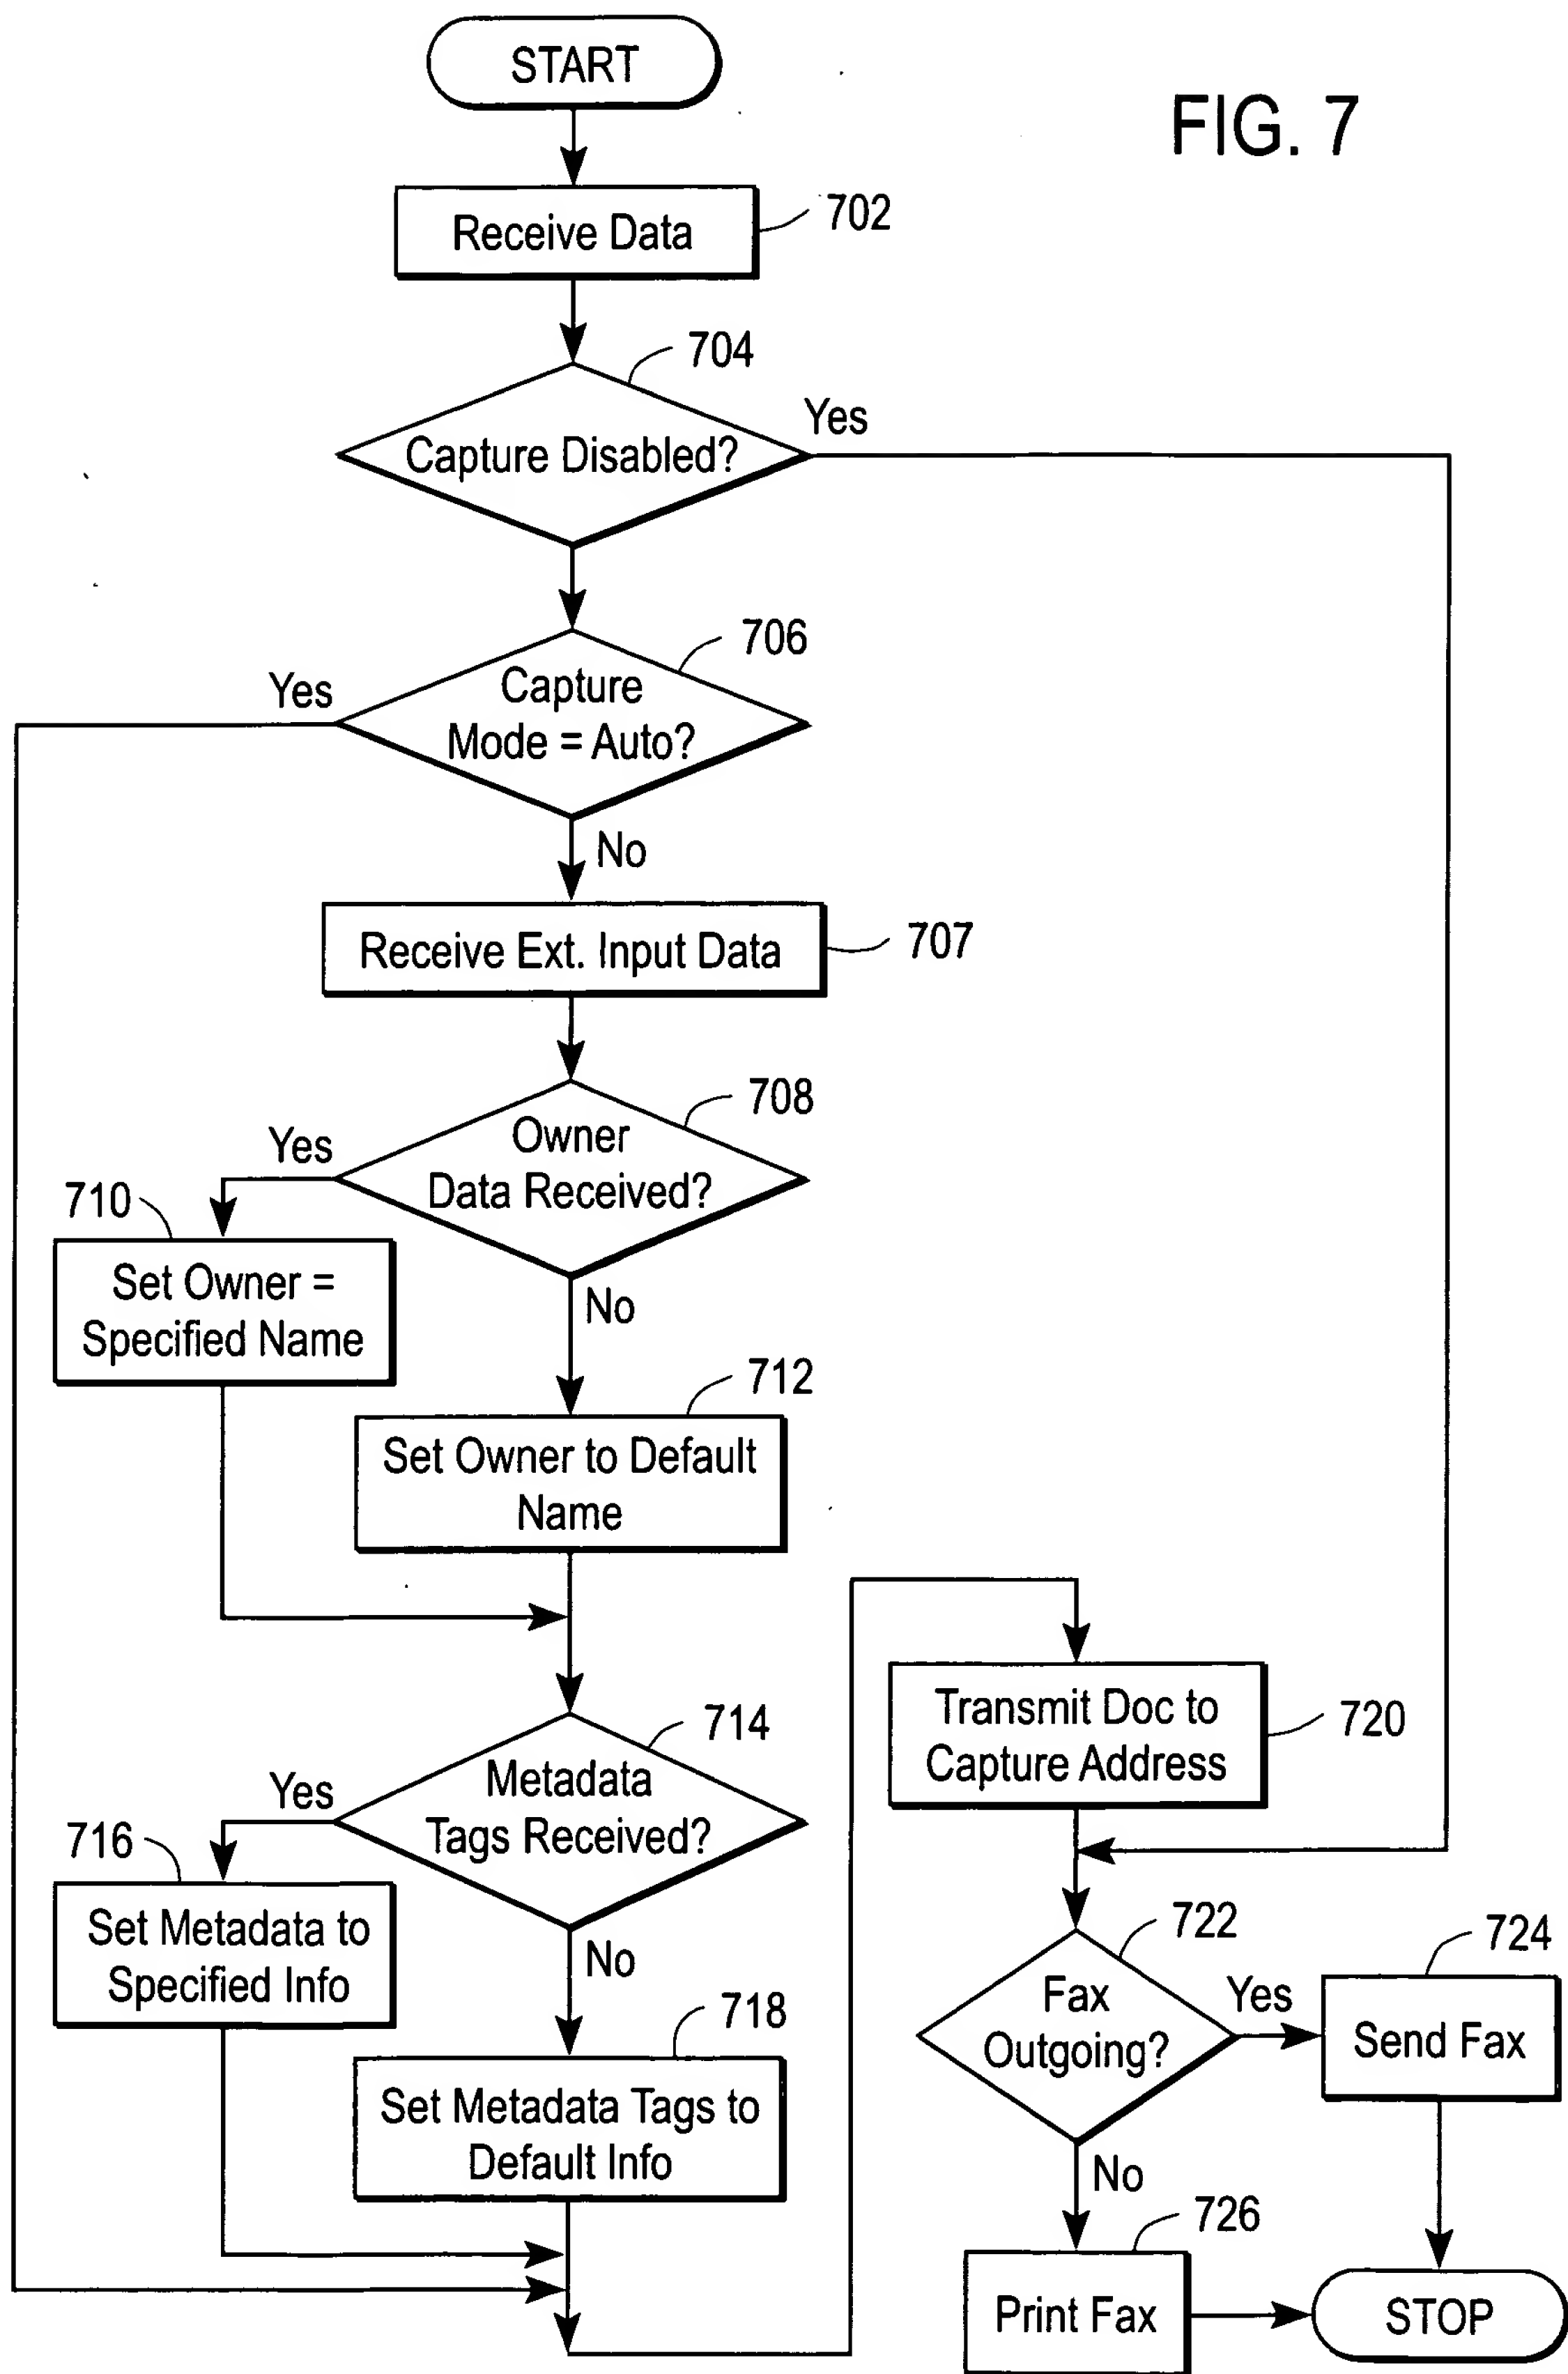 START
FIG. 7
Receive Data
702
704
Capture Disabled?
Yes
706
Yes
Capture
Mode = Auto?
No
Receive Ext. Input Data
707
708
Yes
Owner
Data Received?
710
Set Owner =
Specified Name
No
712
Set Owner to Default
Name
714
Yes
Metadata
Tags Received?
716
Set Metadata to
Specified Info
No
718
Set Metadata Tags to
Default Info
Transmit Doc to
Capture Address
720
722
Fax
Outgoing?
Yes
724
Send Fax
No
726
Print Fax
STOP